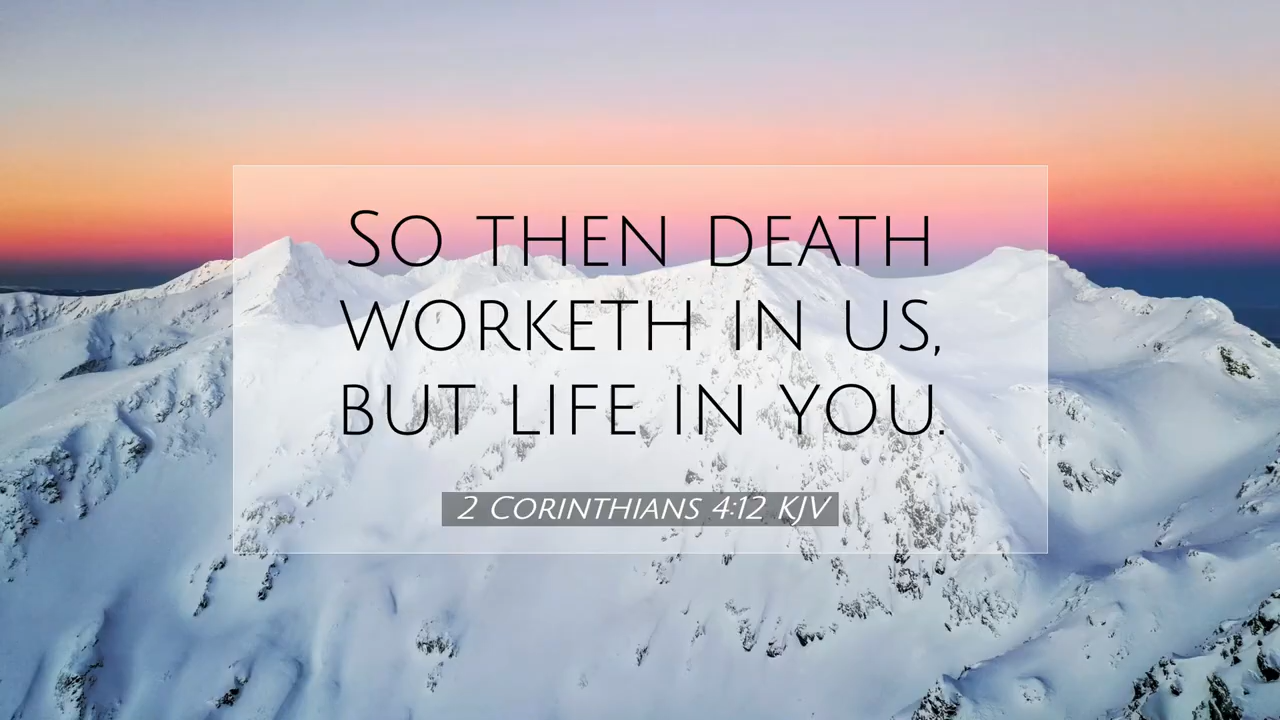 So then death
worketh in us,
but life in you.
2 Corinthians 4:12 KJV